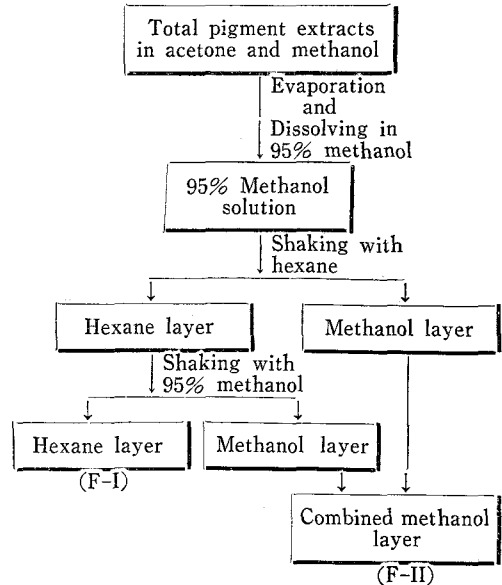 Total pigment extracts
in acetone and methanol
Evaporation
and
Dissolving in
95% methanol
95% Methanol
solution
Shaking with
hexane
Hexane layer
Methanol layer
Shaking with
95% methanol
Hexane layer
(F-I)
Methanol layer
Combined methanol
layer
(F-II)